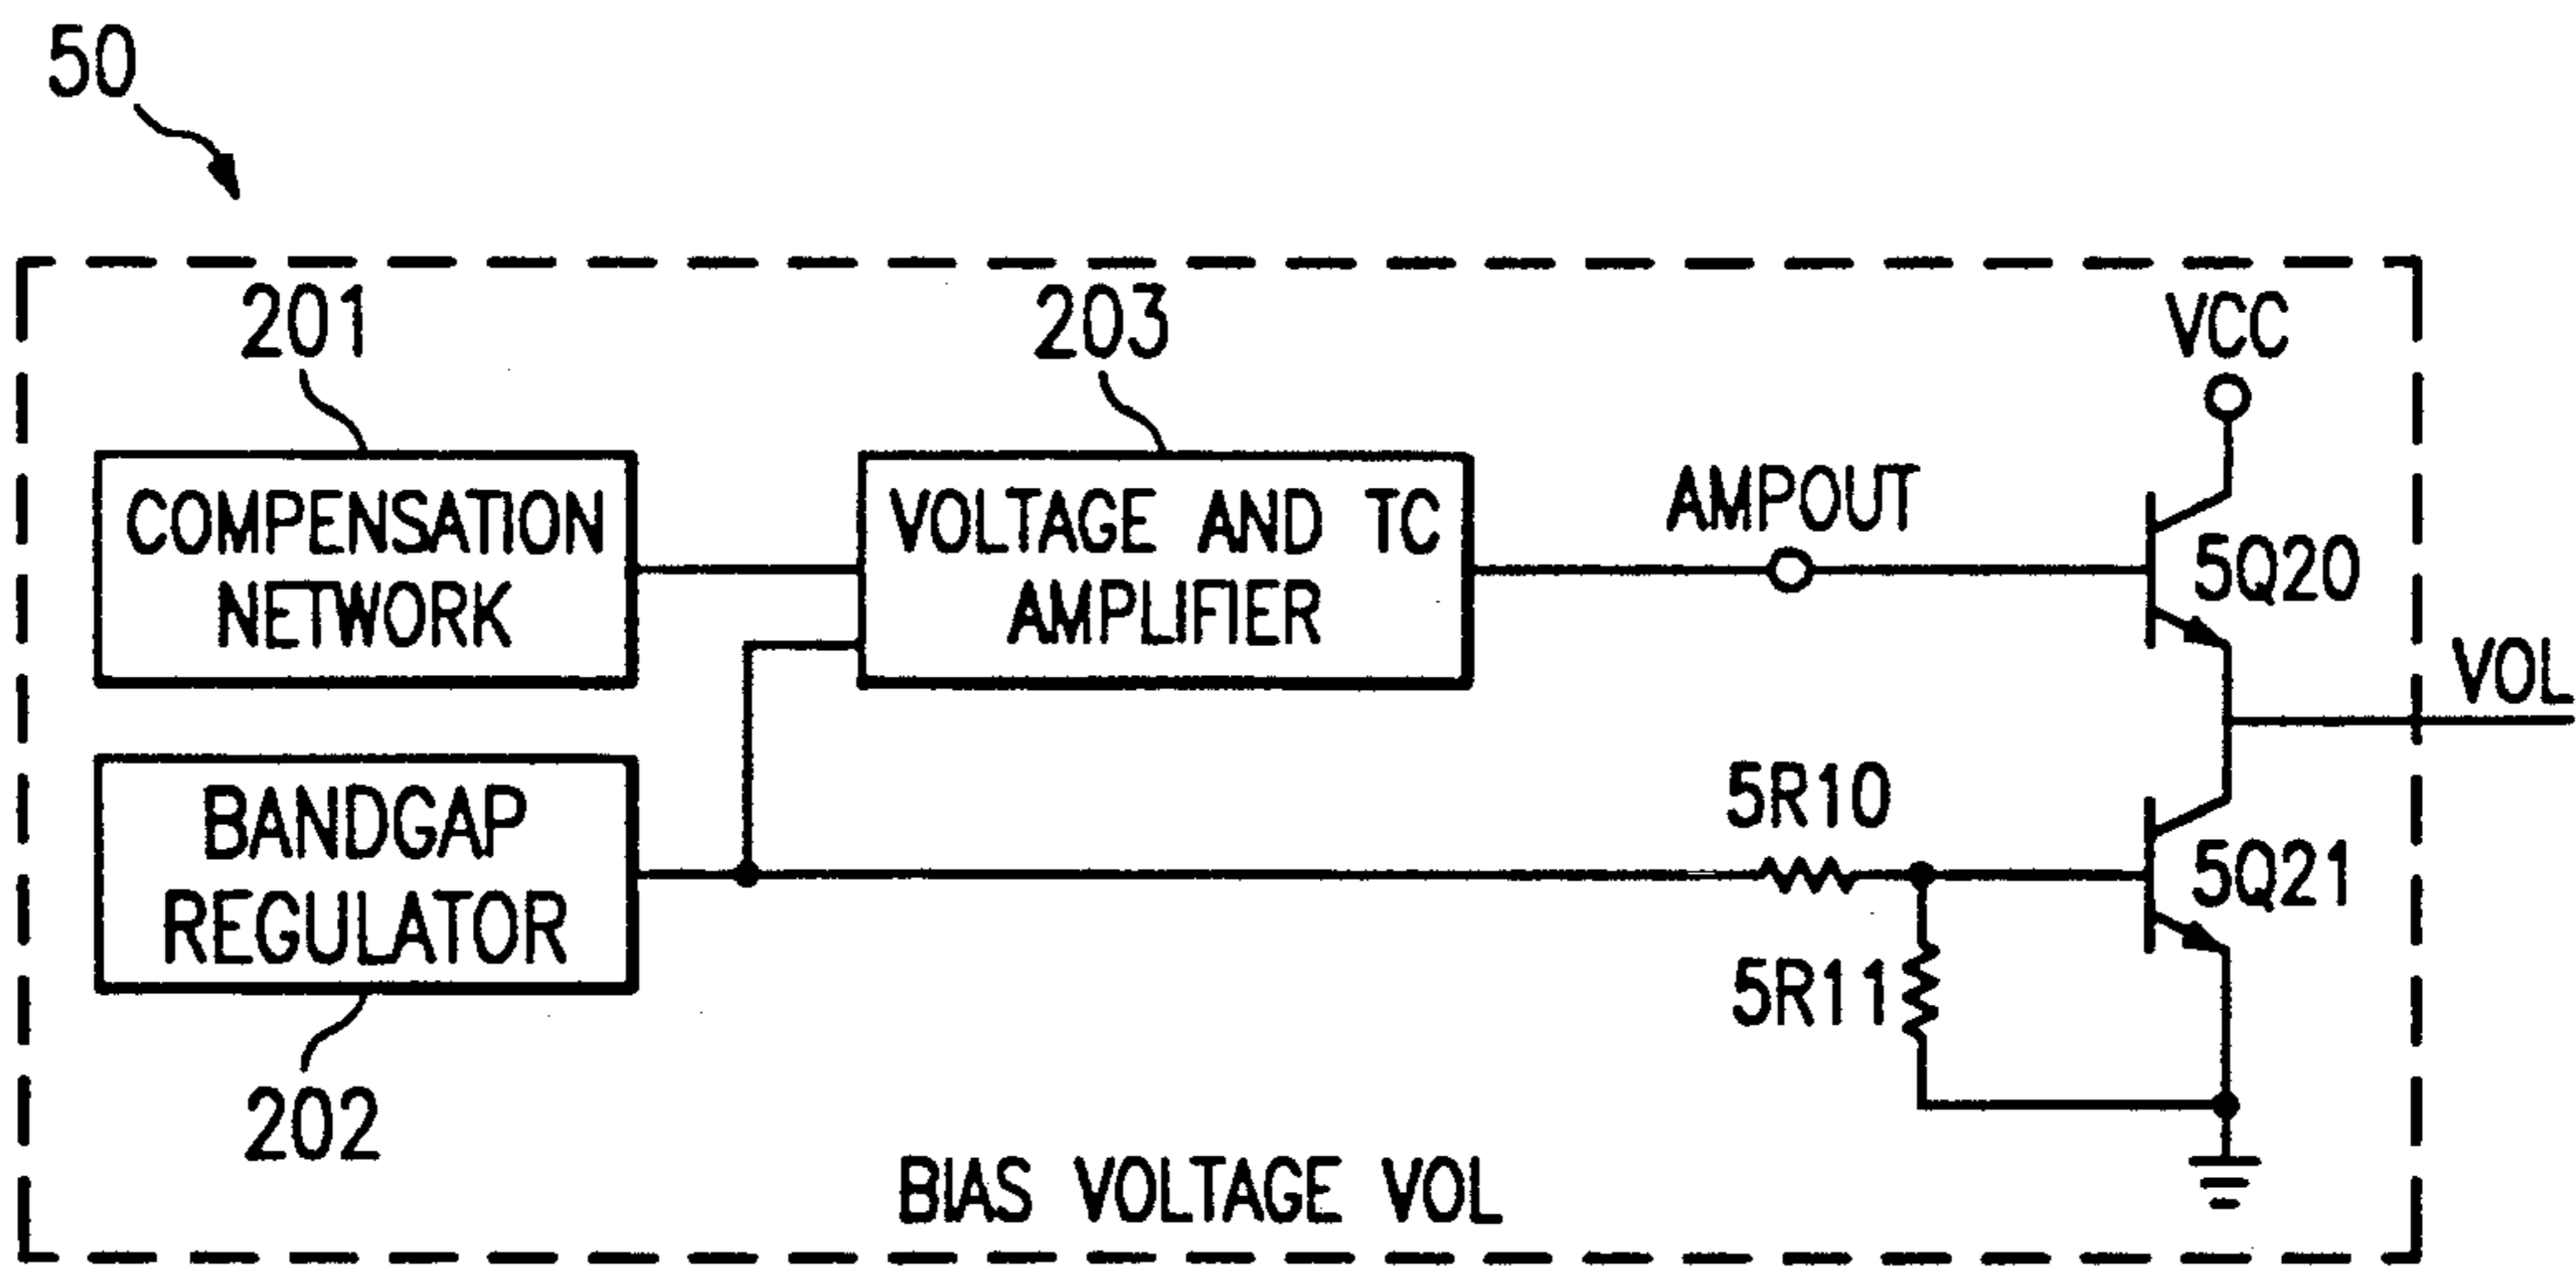 50
201
203
VCC
COMPENSATION
NETWORK
VOLTAGE AND TC
AMPLIFIER
AMPOUT
5Q20
VOL
BANDGAP
REGULATOR
5R10
5Q21
5R11
202
BIAS VOLTAGE VOL